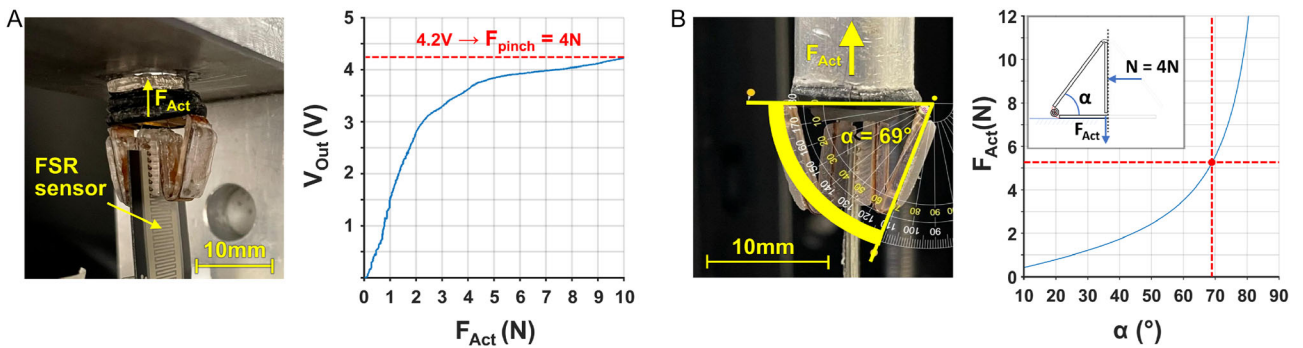 A
F_Act
FSR
sensor
10mm
5
4
3
2
1
V_Out (V)
4.2V → F_pinch = 4N
0 1 2 3 4 5 6 7 8 9 10
F_Act (N)
B
F_Act
α = 69°
10mm
12
10
8
6
4
2
0
F_Act(N)
N = 4N
α
F_Act
10 20 30 40 50 60 70 80 90
α (°)